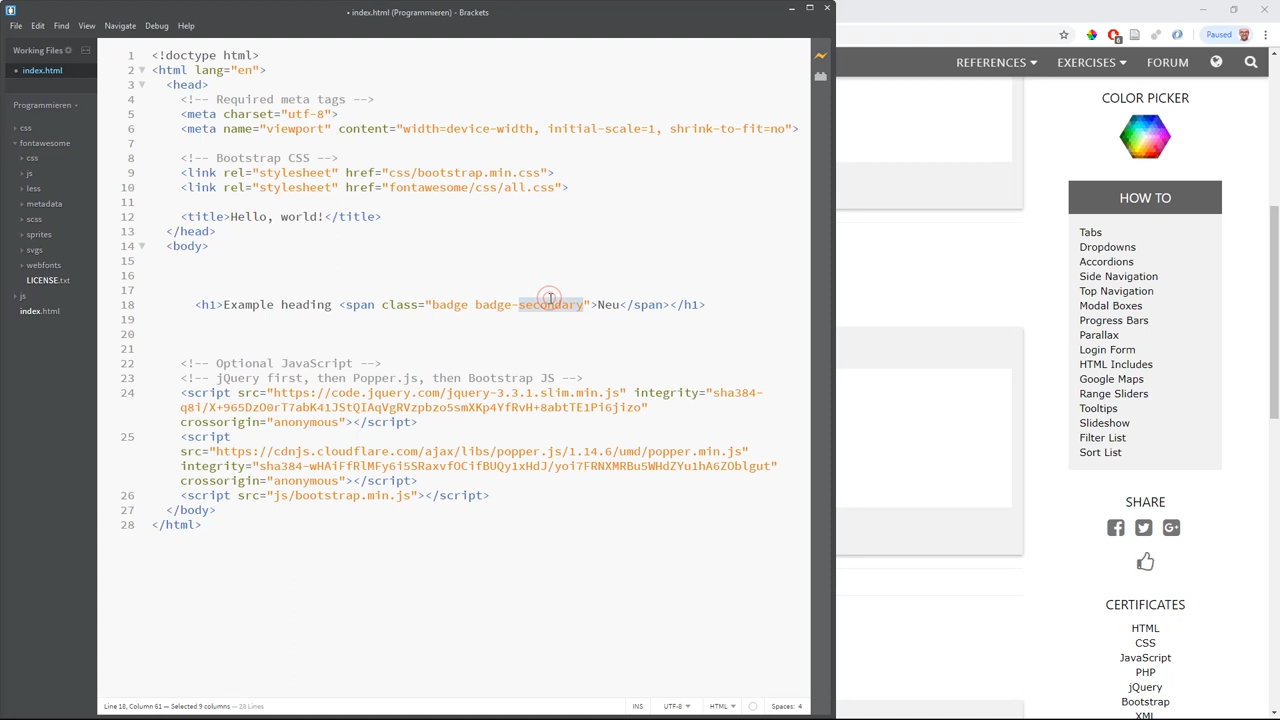 • index.html (Programmieren) - Brackets
File Edit Find View Navigate Debug Help
Working Files
• index.html
Programmieren
css
fontawesome
css
js
less
metadata
scss
sprites
svgs
webfonts
LICENSE.txt
js
index.html
1 <!doctype html>
2 <html lang="en">
3 <head>
4 <!-- Required meta tags -->
5 <meta charset="utf-8">
6 <meta name="viewport" content="width=device-width, initial-scale=1, shrink-to-fit=no">
7
8 <!-- Bootstrap CSS -->
9 <link rel="stylesheet" href="css/bootstrap.min.css">
10 <link rel="stylesheet" href="fontawesome/css/all.css">
11
12 <title>Hello, world!</title>
13 </head>
14 <body>
15
16
17
18 <h1>Example heading <span class="badge badge-secondary">Neu</span></h1>
19
20
21
22 <!-- Optional JavaScript -->
23 <!-- jQuery first, then Popper.js, then Bootstrap JS -->
24 <script src="https://code.jquery.com/jquery-3.3.1.slim.min.js" integrity="sha384-
q8i/X+965DzO0rT7abK41JStQIAqVgRVzpbzo5smXKp4YfRvH+8abtTE1Pi6jizo"
crossorigin="anonymous"></script>
25 <script
src="https://cdnjs.cloudflare.com/ajax/libs/popper.js/1.14.6/umd/popper.min.js"
integrity="sha384-wHAiFfRlMFy6i5SRaxvfOCifBUQy1xHdJ/yoi7FRNXMRBu5WHdZYu1hA6ZOblgut"
crossorigin="anonymous"></script>
26 <script src="js/bootstrap.min.js"></script>
27 </body>
28 </html>
Line 18, Column 61 — Selected 9 columns — 28 Lines
INS UTF-8 HTML Spaces: 4
6
Paused
REFERENCES EXERCISES FORUM
COLOR PICKER
HOW TO
Tabs
Dropdowns
Accordions
Side Navigation
Top Navigation
Modal Boxes
Progress Bars
Parallax
Login Form
HTML Includes
Google Maps
Range Sliders
Tooltips
Slideshow
Filter List
Sort List
SHARE
CERTIFICATES
HTML
CSS
JavaScript
PHP
jQuery
Bootstrap
XML